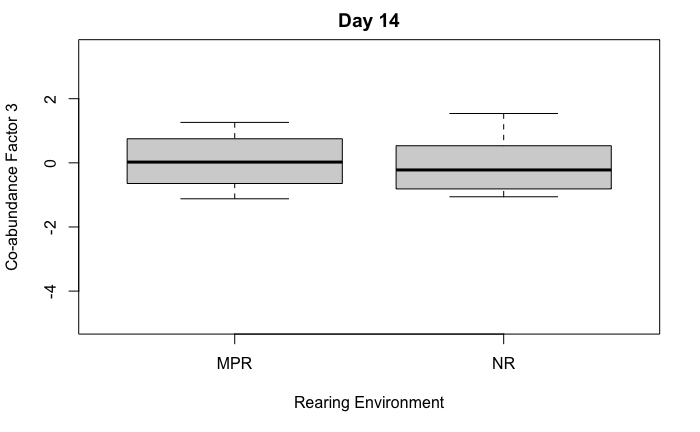 Day 14
Co-abundance Factor 3
2
0
-2
-4
MPR NR
Rearing Environment